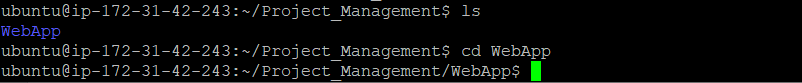 ubuntu@ip-172-31-42-243:~/Project_Management$ ls
WebApp
ubuntu@ip-172-31-42-243:~/Project_Management$ cd WebApp
ubuntu@ip-172-31-42-243:~/Project_Management/WebApp$